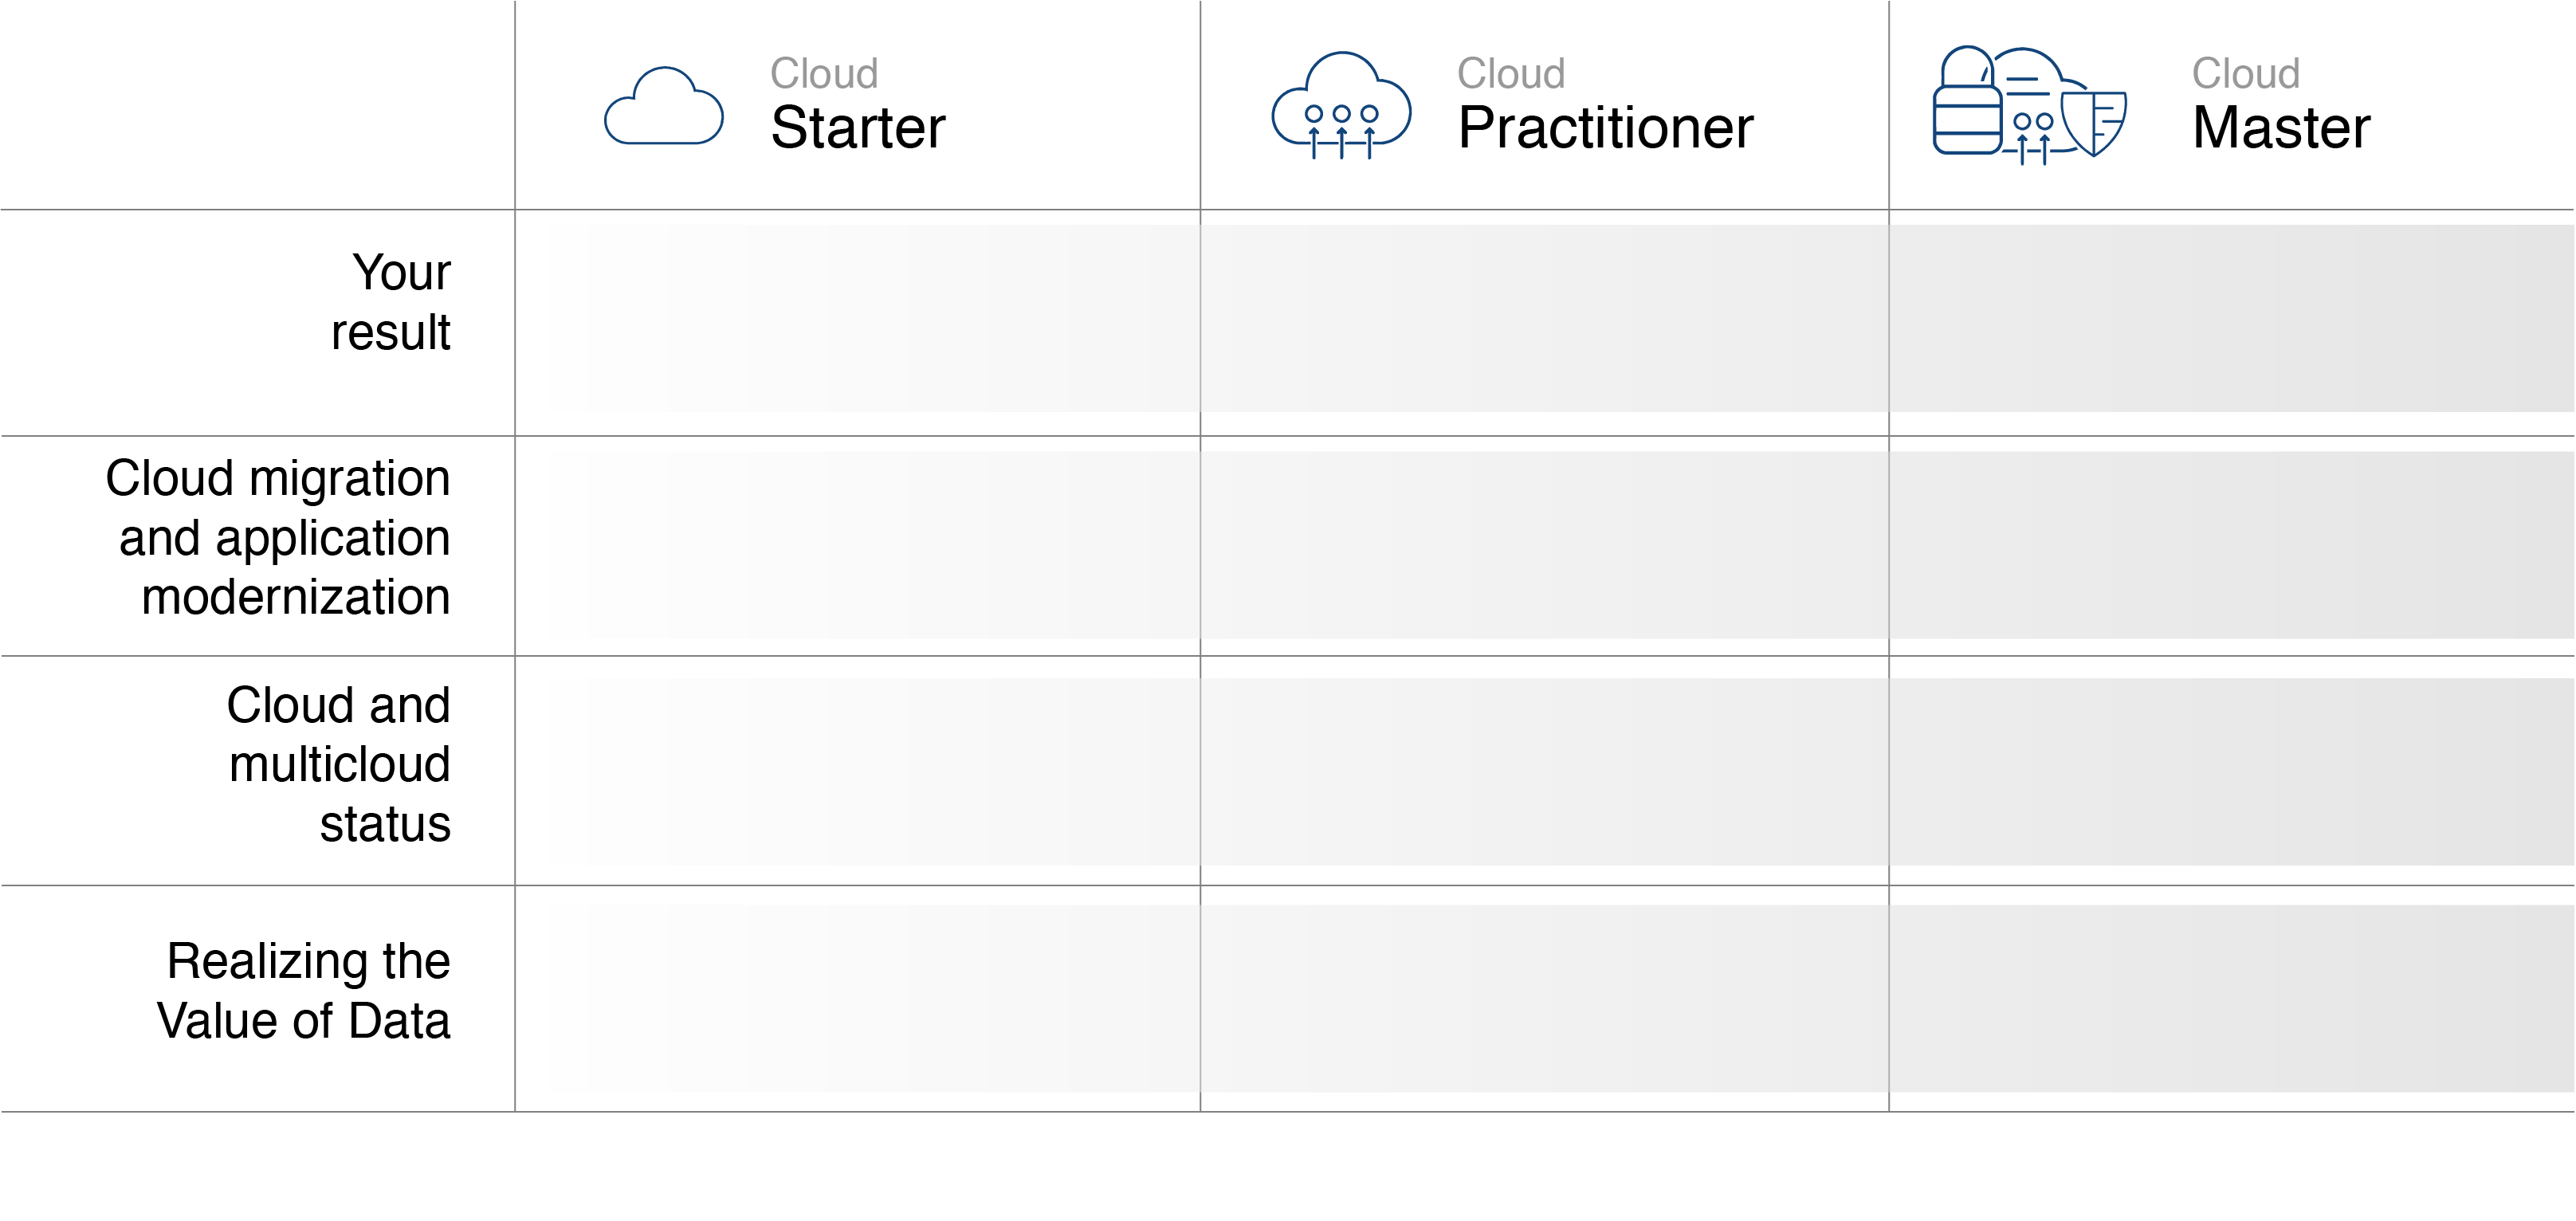 Cloud
Starter
Cloud
Practitioner
Cloud
Master
Your
result
Cloud migration
and application
modernization
Cloud and
multicloud
status
Realizing the
Value of Data